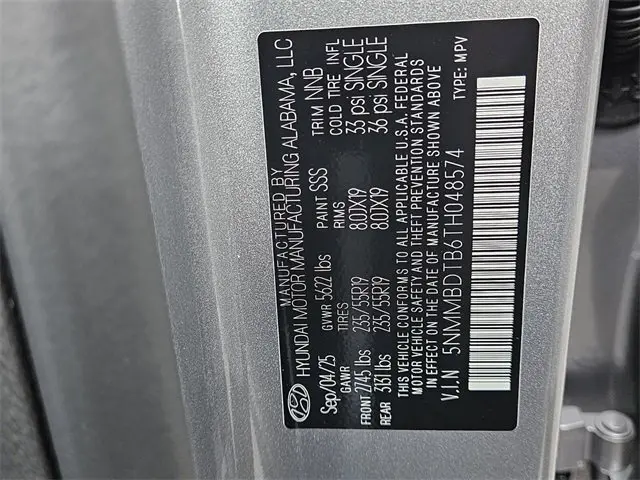 MANUFACTURED BY
HYUNDAI MOTOR MANUFACTURING ALABAMA, LLC
Sep/04/25 GVWR 5622 lbs PAINT SSS TRIM NNB
GAWR TIRES RIMS COLD TIRE INFL
FRONT 2745 lbs 235/55R19 8.0JX19 33 psi SINGLE
REAR 3131 lbs 235/55R19 8.0JX19 36 psi SINGLE
THIS VEHICLE CONFORMS TO ALL APPLICABLE U.S.A. FEDERAL
MOTOR VEHICLE SAFETY AND THEFT PREVENTION STANDARDS
IN EFFECT ON THE DATE OF MANUFACTURE SHOWN ABOVE
V.I.N 5NMMBDTB6TH048574 TYPE: MPV